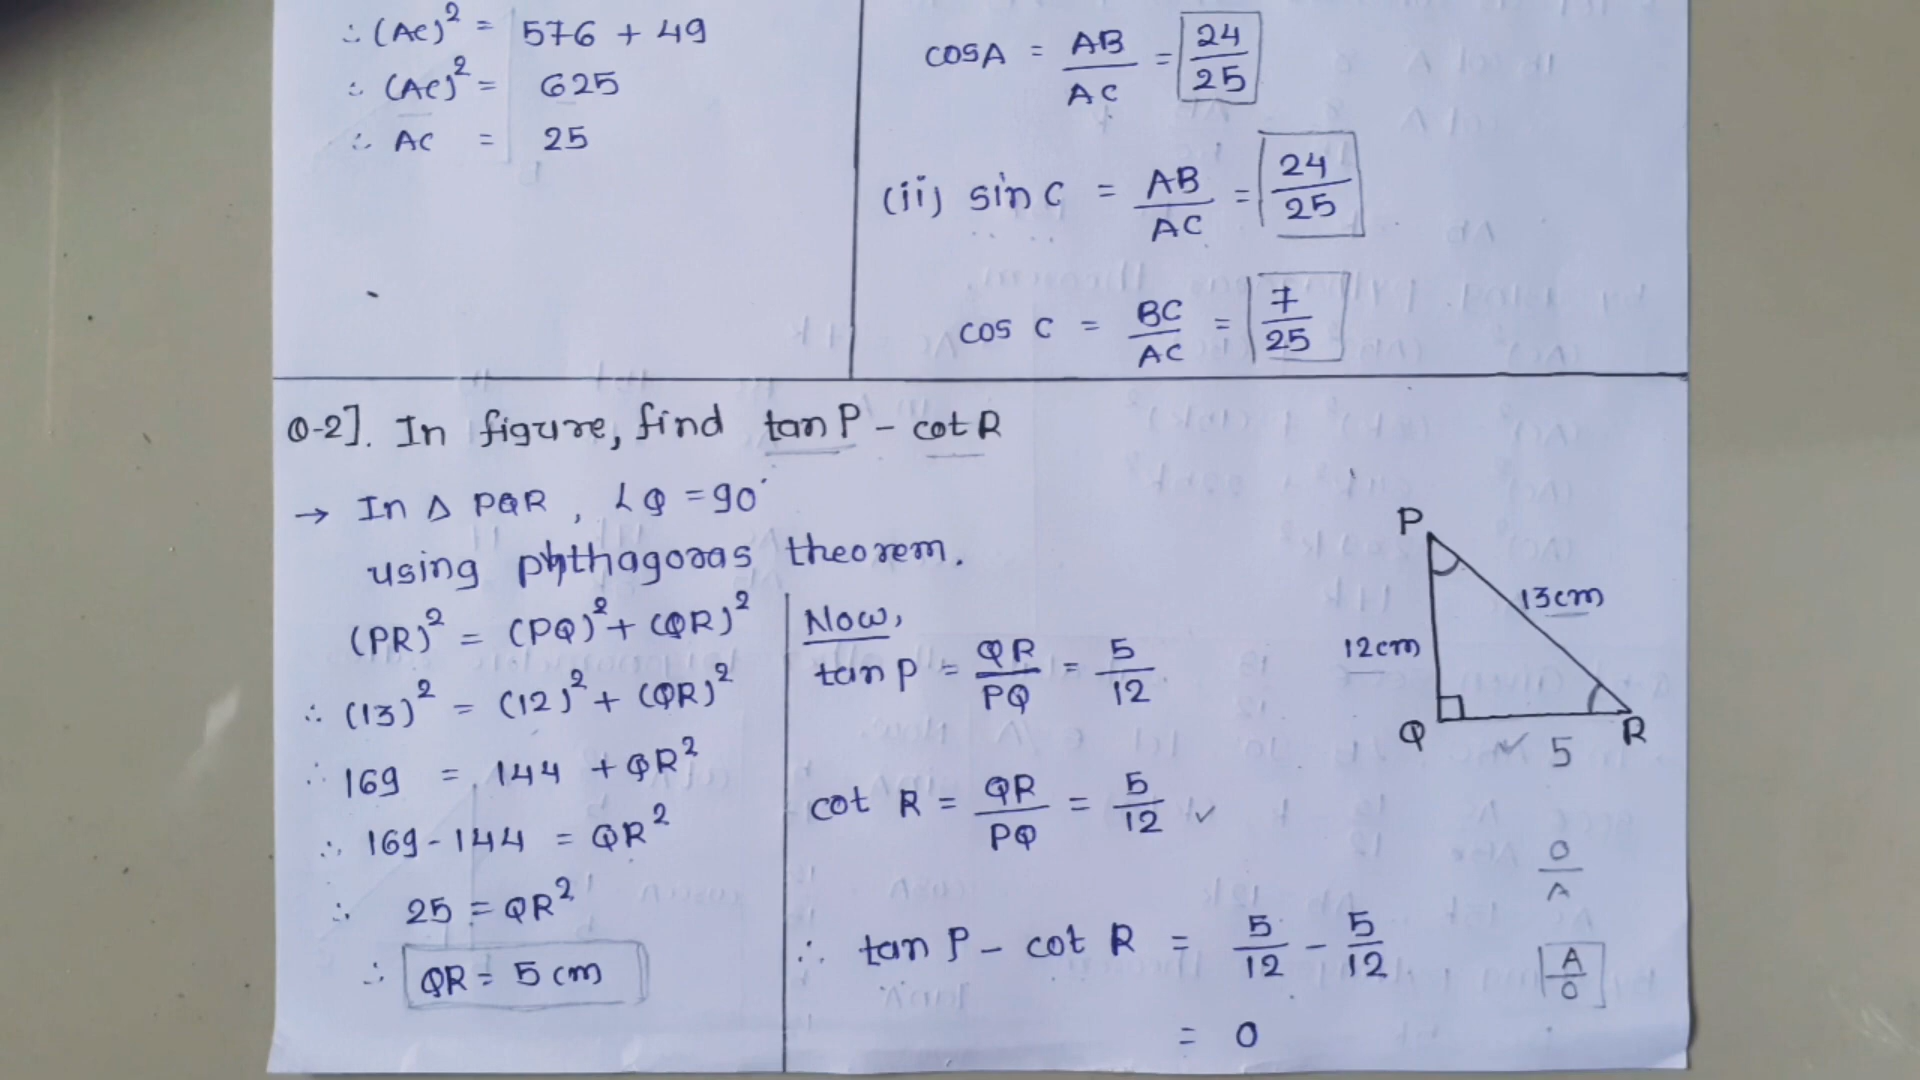 ∴ (AC)² = 576 + 49
∴ (AC)² = 625
∴ AC = 25
cosA = AB/AC = 24/25
(ii) sin C = AB/AC = 24/25
cos C = BC/AC = 7/25
Q-2]. In figure, find tan P - cot R
→ In Δ PQR, ∠Q = 90°
using phthagoras theorem.
(PR)² = (PQ)² + (QR)²
∴ (13)² = (12)² + (QR)²
∴ 169 = 144 + QR²
∴ 169 - 144 = QR²
∴ 25 = QR²
∴ QR = 5 cm
Now,
tan P = QR/PQ = 5/12
cot R = QR/PQ = 5/12 ✓
∴ tan P - cot R = 5/12 - 5/12
= 0
P
13cm
12cm
Q ✓ 5 R
O/A
A/O